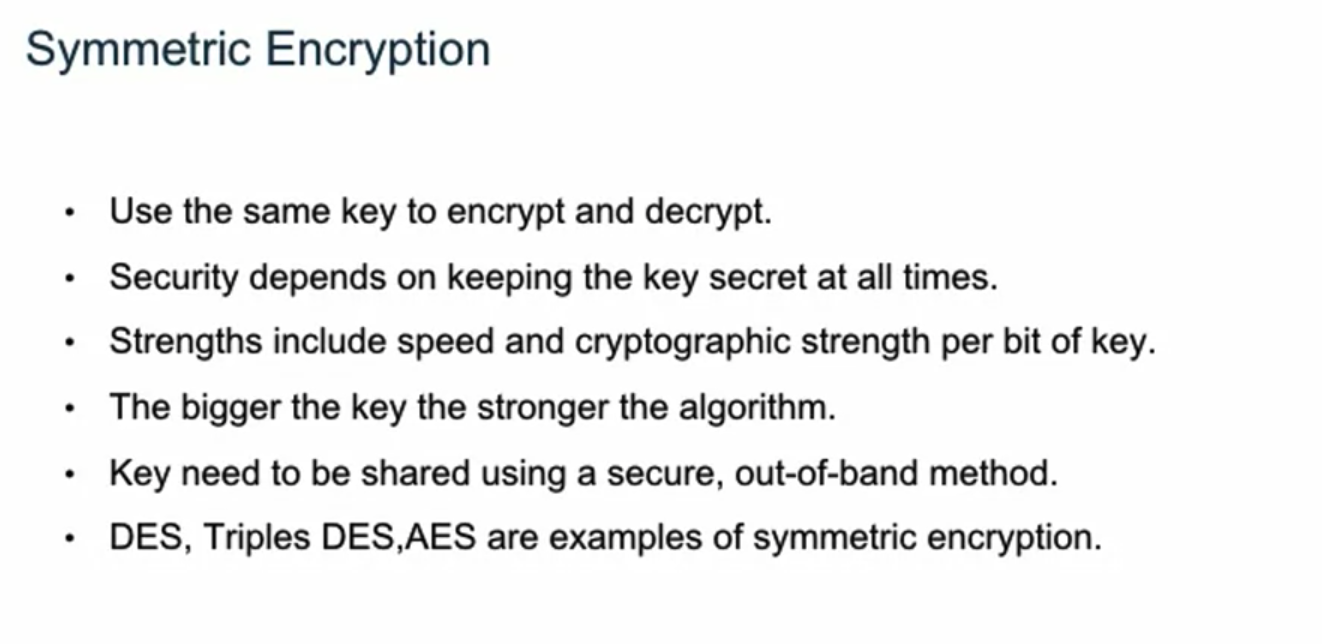 Symmetric Encryption
• Use the same key to encrypt and decrypt.
• Security depends on keeping the key secret at all times.
• Strengths include speed and cryptographic strength per bit of key.
• The bigger the key the stronger the algorithm.
• Key need to be shared using a secure, out-of-band method.
• DES, Triples DES,AES are examples of symmetric encryption.